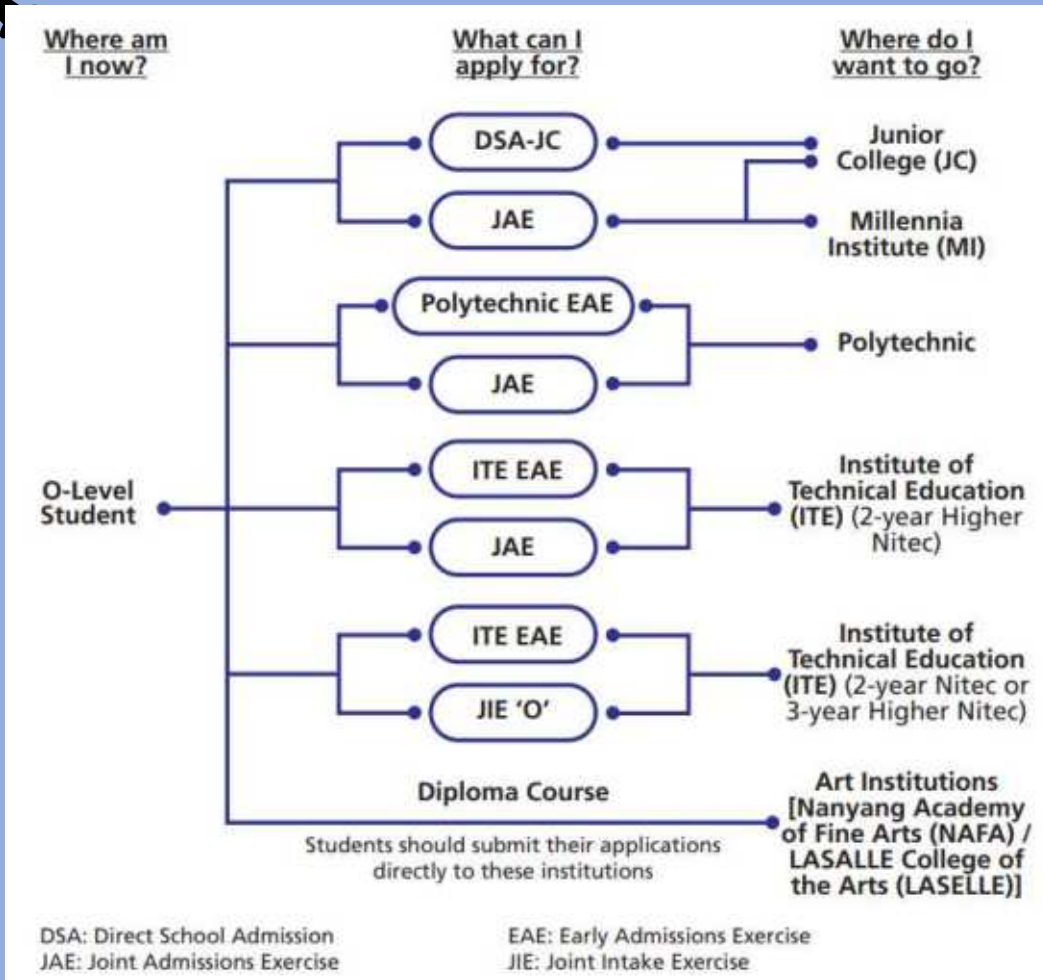 Where am
I now?
What can I
apply for?
Where do I
want to go?
DSA-JC
Junior
College (JC)
JAE
Millennia
Institute (MI)
Polytechnic EAE
Polytechnic
JAE
O-Level
Student
ITE EAE
JAE
Institute of
Technical Education
(ITE) (2-year Higher
Nitec)
ITE EAE
JIE ‘O’
Institute of
Technical Education
(ITE) (2-year Nitec or
3-year Higher Nitec)
Diploma Course
Students should submit their applications
directly to these institutions
Art Institutions
[Nanyang Academy
of Fine Arts (NAFA) /
LASALLE College of
the Arts (LASELLE)]
DSA: Direct School Admission
JAE: Joint Admissions Exercise
EAE: Early Admissions Exercise
JIE: Joint Intake Exercise